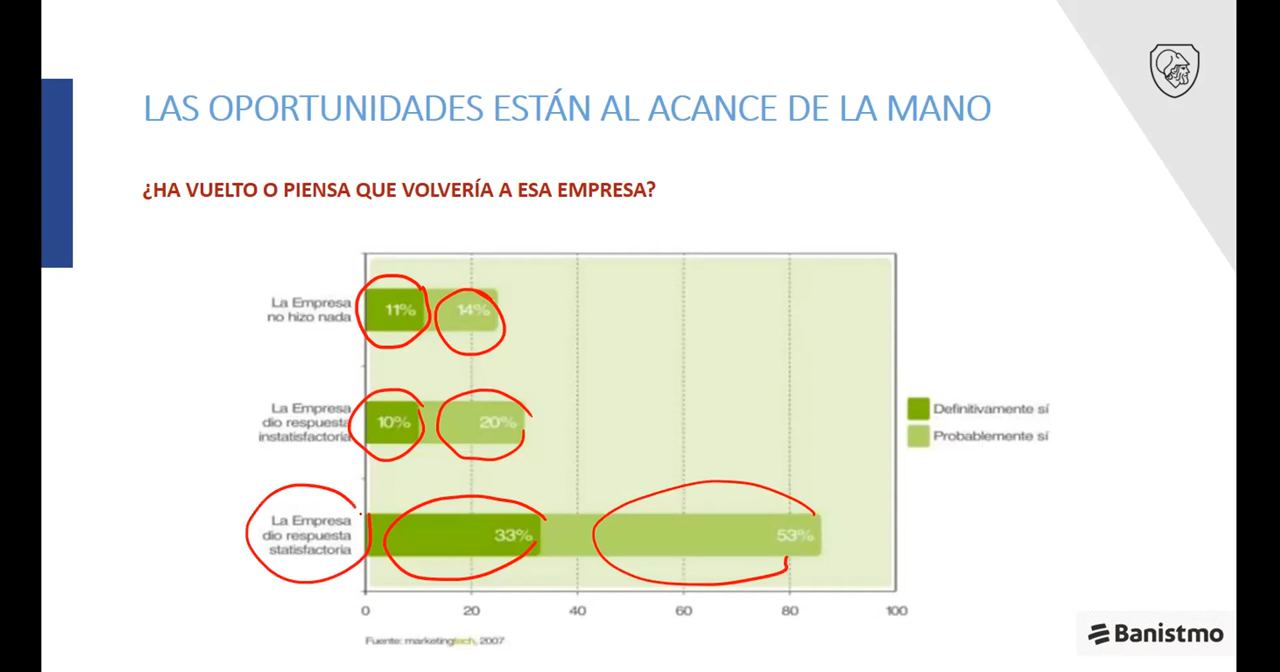 LAS OPORTUNIDADES ESTÁN AL ACANCE DE LA MANO
¿HA VUELTO O PIENSA QUE VOLVERÍA A ESA EMPRESA?
La Empresa
no hizo nada
11%
14%
La Empresa
dio respuesta
instatisfactoria
10%
20%
La Empresa
dio respuesta
statisfactoria
33%
53%
0
20
40
60
80
100
Definitivamente sí
Probablemente sí
Fuente: marketingtech, 2007
Banistmo